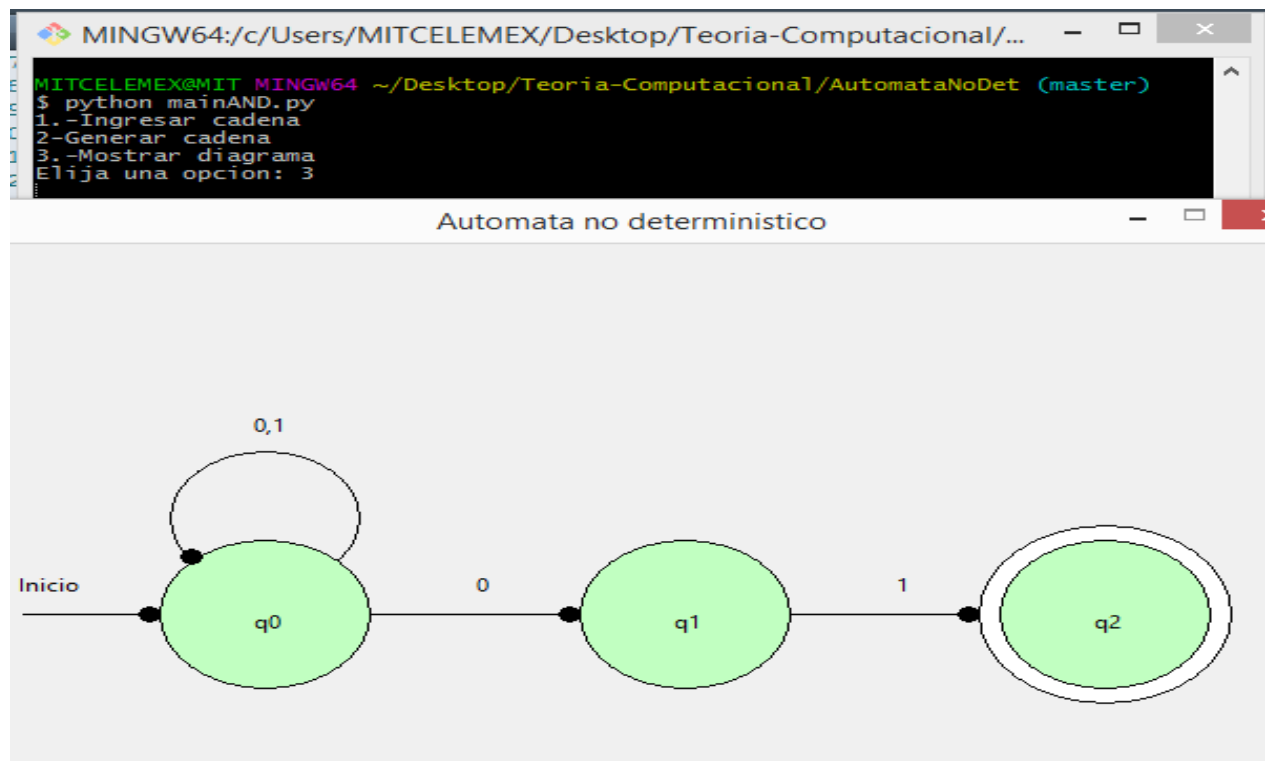 MINGW64:/c/Users/MITCELEMEX/Desktop/Teoria-Computacional/...
MITCELEMEX@MIT MINGW64 ~/Desktop/Teoria-Computacional/AutomataNoDet (master)
$ python mainAND.py
1.-Ingresar cadena
2-Generar cadena
3.-Mostrar diagrama
Elija una opcion: 3
Automata no deterministico
0,1
Inicio
0
1
q0
q1
q2